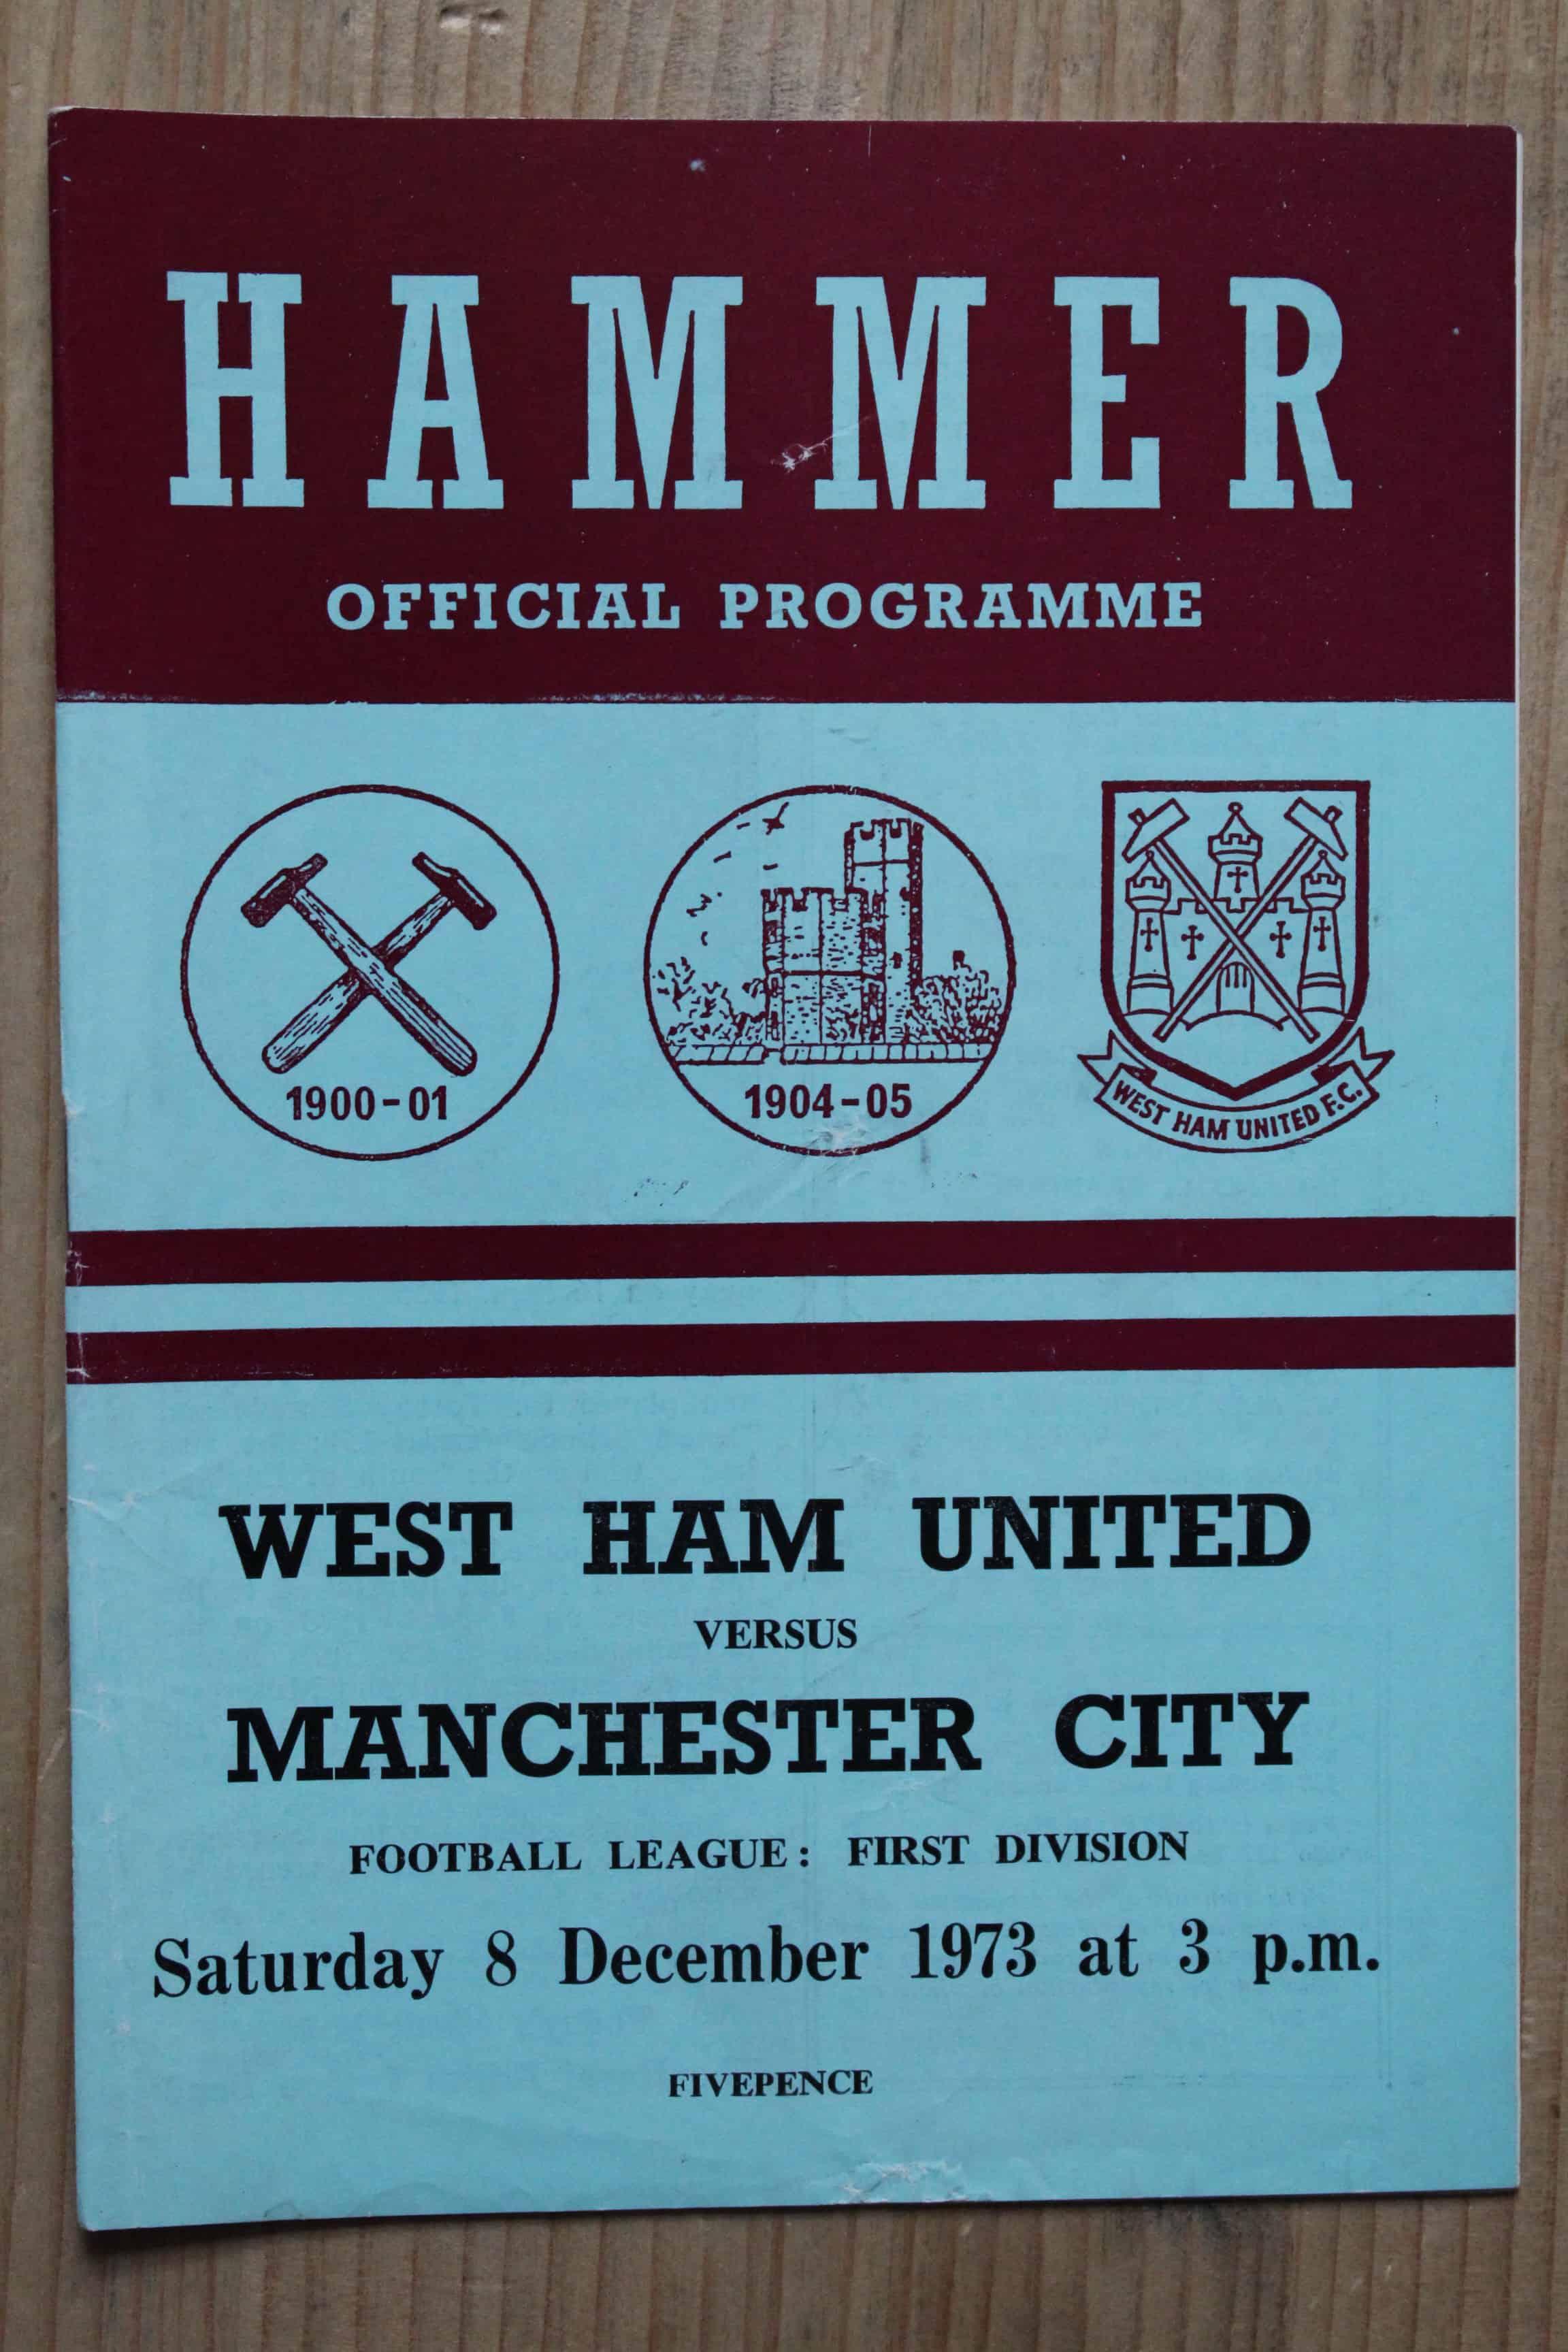 HAMMER
OFFICIAL PROGRAMME
1900-01
1904-05
WEST HAM UNITED F.C.
WEST HAM UNITED
VERSUS
MANCHESTER CITY
FOOTBALL LEAGUE: FIRST DIVISION
Saturday 8 December 1973 at 3 p.m.
FIVEPENCE